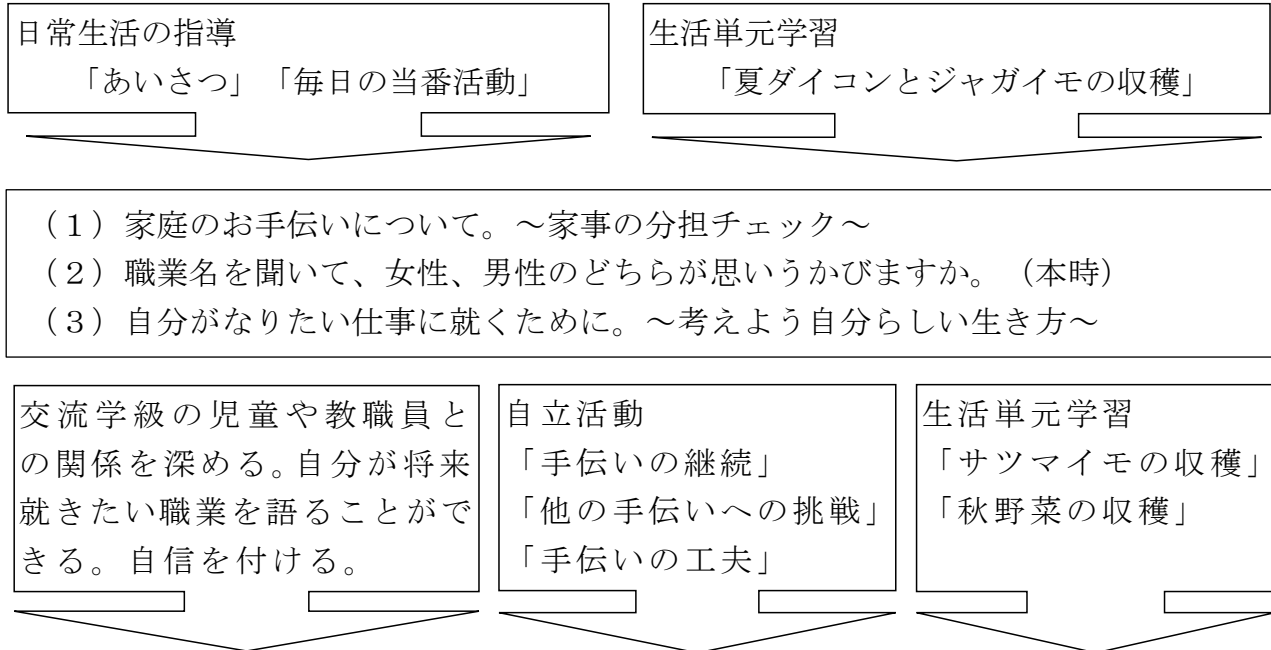 日常生活の指導
「あいさつ」「毎日の当番活動」
生活単元学習
「夏ダイコンとジャガイモの収穫」
（１）家庭のお手伝いについて。～家事の分担チェック～
（２）職業名を聞いて、女性、男性のどちらが思いうかびますか。（本時）
（３）自分がなりたい仕事に就くために。～考えよう自分らしい生き方～
交流学級の児童や教職員と
の関係を深める。自分が将来
就きたい職業を語ることがで
きる。自信を付ける。
自立活動
「手伝いの継続」
「他の手伝いへの挑戦」
「手伝いの工夫」
生活単元学習
「サツマイモの収穫」
「秋野菜の収穫」